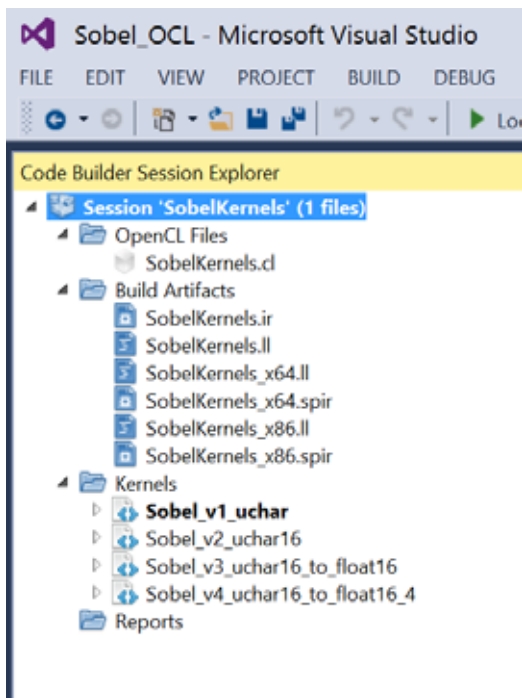 Sobel_OCL - Microsoft Visual Studio
FILE EDIT VIEW PROJECT BUILD DEBUG
Code Builder Session Explorer
Session 'SobelKernels' (1 files)
OpenCL Files
SobelKernels.cl
Build Artifacts
SobelKernels.ir
SobelKernels.ll
SobelKernels_x64.ll
SobelKernels_x64.spir
SobelKernels_x86.ll
SobelKernels_x86.spir
Kernels
Sobel_v1_uchar
Sobel_v2_uchar16
Sobel_v3_uchar16_to_float16
Sobel_v4_uchar16_to_float16_4
Reports